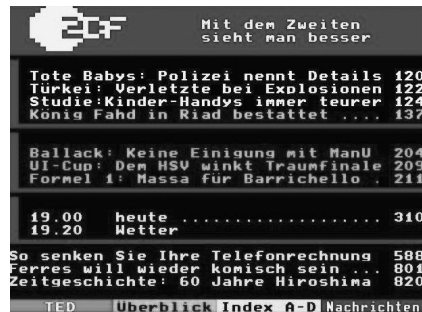 ZDF
Mit dem Zweiten
sieht man besser
Tote Babys: Polizei nennt Details 120
Türkei: Verletzte bei Explosionen 122
Studie:Kinder-Handys immer teurer 124
König Fahd in Riad bestattet .... 137
Ballack: Keine Einigung mit ManU 204
UI-Cup: Dem HSV winkt Traumfinale 209
Formel 1: Massa für Barrichello . 211
19.00 heute .................. 310
19.20 Wetter
So senken Sie Ihre Telefonrechnung 588
Ferres will wieder komisch sein ... 801
Zeitgeschichte: 60 Jahre Hiroshima 820
TED Überblick Index A-D Nachrichten